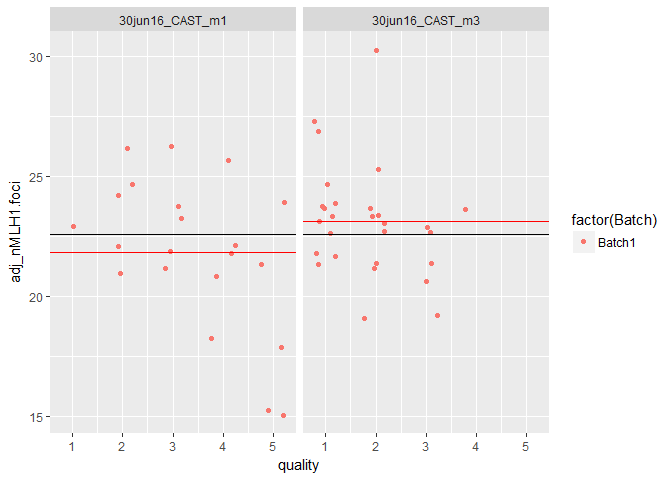 30jun16_CAST_m1 30jun16_CAST_m3
30
25
20
15
adj_nMLH1.foci
1 2 3 4 5 1 2 3 4 5
quality
factor(Batch)
Batch1